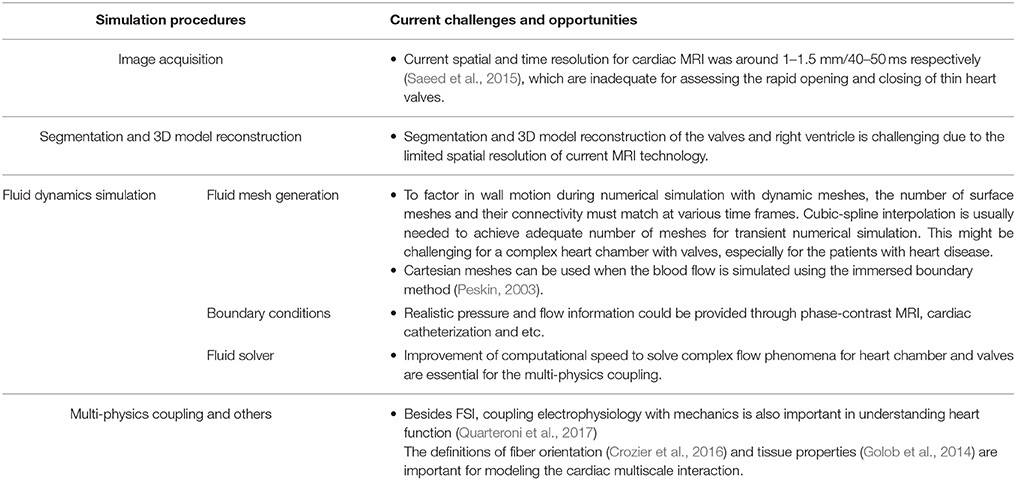 Simulation procedures
Current challenges and opportunities
Image acquisition
• Current spatial and time resolution for cardiac MRI was around 1–1.5 mm/40–50 ms respectively
(Saeed et al., 2015), which are inadequate for assessing the rapid opening and closing of thin heart
valves.
Segmentation and 3D model reconstruction
• Segmentation and 3D model reconstruction of the valves and right ventricle is challenging due to the
limited spatial resolution of current MRI technology.
Fluid dynamics simulation
Fluid mesh generation
• To factor in wall motion during numerical simulation with dynamic meshes, the number of surface
meshes and their connectivity must match at various time frames. Cubic-spline interpolation is usually
needed to achieve adequate number of meshes for transient numerical simulation. This might be
challenging for a complex heart chamber with valves, especially for the patients with heart disease.
• Cartesian meshes can be used when the blood flow is simulated using the immersed boundary
method (Peskin, 2003).
Boundary conditions
• Realistic pressure and flow information could be provided through phase-contrast MRI, cardiac
catheterization and etc.
Fluid solver
• Improvement of computational speed to solve complex flow phenomena for heart chamber and valves
are essential for the multi-physics coupling.
Multi-physics coupling and others
• Besides FSI, coupling electrophysiology with mechanics is also important in understanding heart
function (Quarteroni et al., 2017)
The definitions of fiber orientation (Crozier et al., 2016) and tissue properties (Golob et al., 2014) are
important for modeling the cardiac multiscale interaction.